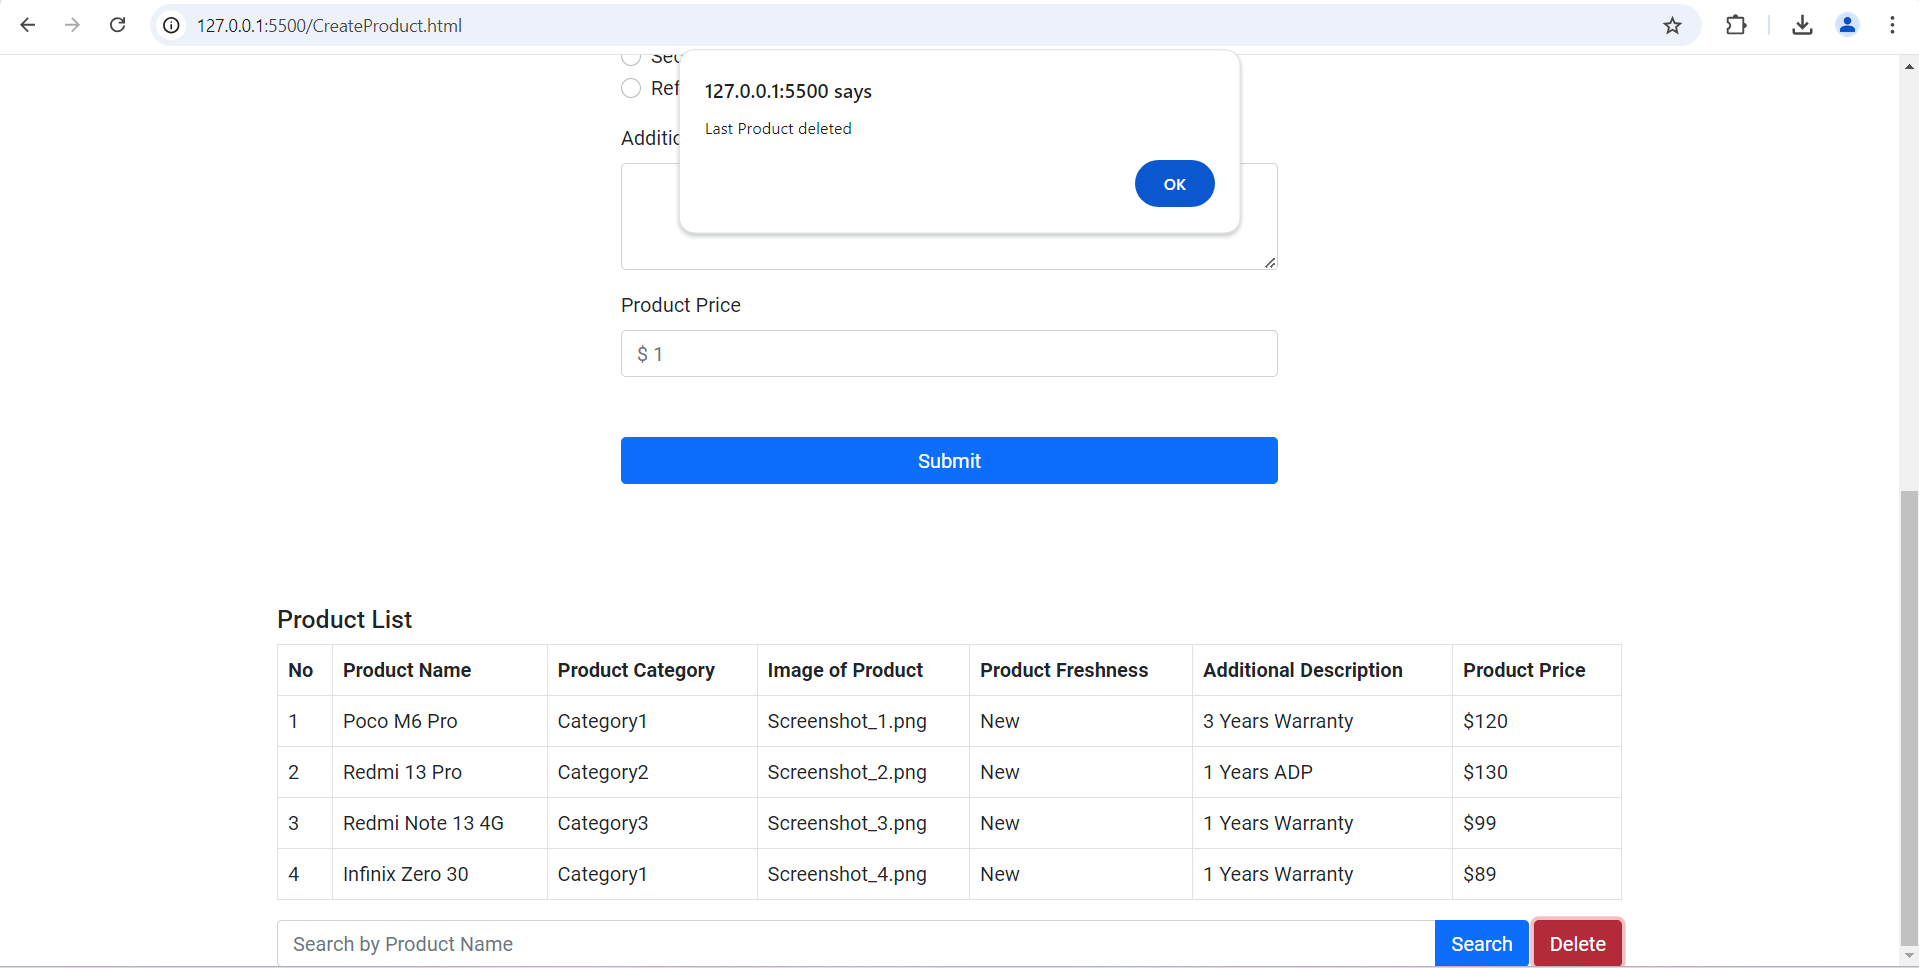 127.0.0.1:5500/CreateProduct.html
127.0.0.1:5500 says
Last Product deleted
OK
Product Price
$ 1
Submit
Product List
No Product Name Product Category Image of Product Product Freshness Additional Description Product Price
1 Poco M6 Pro Category1 Screenshot_1.png New 3 Years Warranty $120
2 Redmi 13 Pro Category2 Screenshot_2.png New 1 Years ADP $130
3 Redmi Note 13 4G Category3 Screenshot_3.png New 1 Years Warranty $99
4 Infinix Zero 30 Category1 Screenshot_4.png New 1 Years Warranty $89
Search by Product Name Search Delete